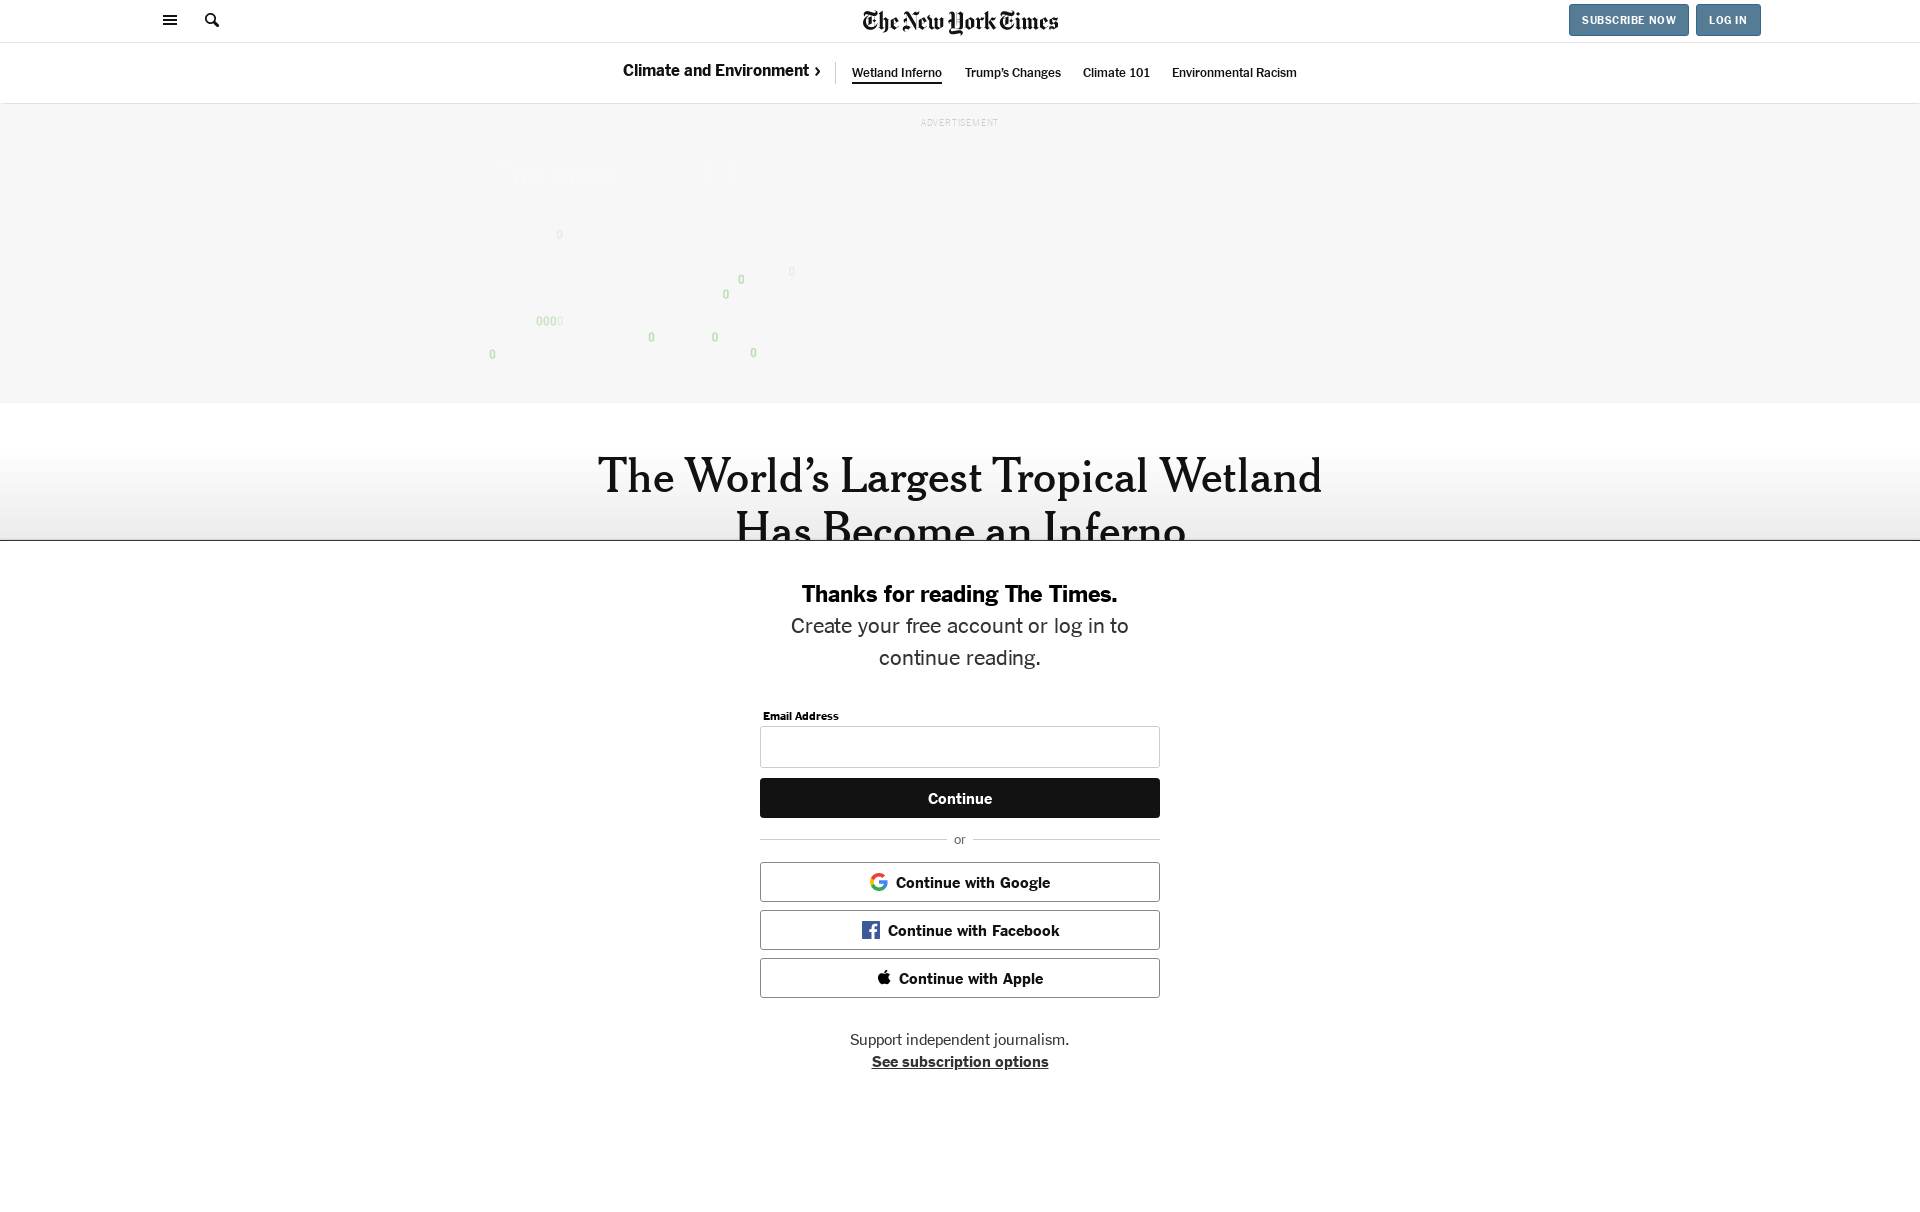 The New York Times
SUBSCRIBE NOW
LOG IN
Climate and Environment ›
Wetland Inferno
Trump's Changes
Climate 101
Environmental Racism
ADVERTISEMENT
0
0
0
0
0000
0
0
0
0
The World’s Largest Tropical Wetland
Has Become an Inferno
Thanks for reading The Times.
Create your free account or log in to
continue reading.
Email Address
Continue
or
Continue with Google
Continue with Facebook
Continue with Apple
Support independent journalism.
See subscription options